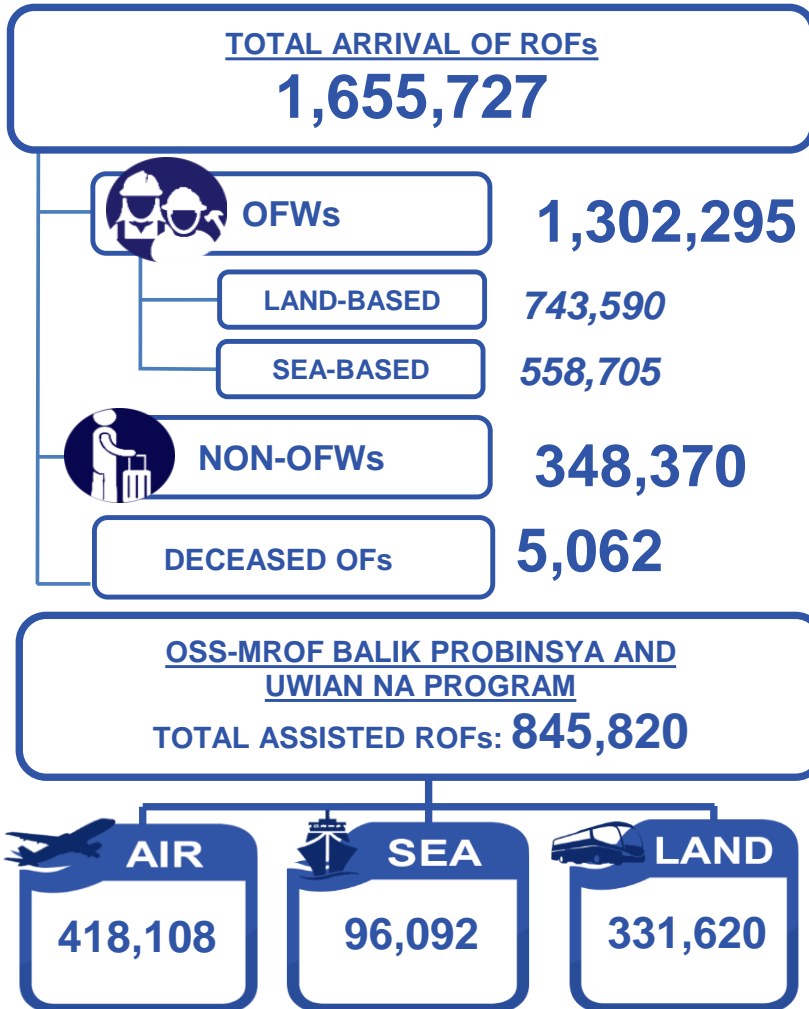 TOTAL ARRIVAL OF ROFs
1,655,727
OFWs
1,302,295
LAND-BASED
743,590
SEA-BASED
558,705
NON-OFWs
348,370
DECEASED OFs
5,062
OSS-MROF BALIK PROBINSYA AND
UWIAN NA PROGRAM
TOTAL ASSISTED ROFs: 845,820
AIR
418,108
SEA
96,092
LAND
331,620